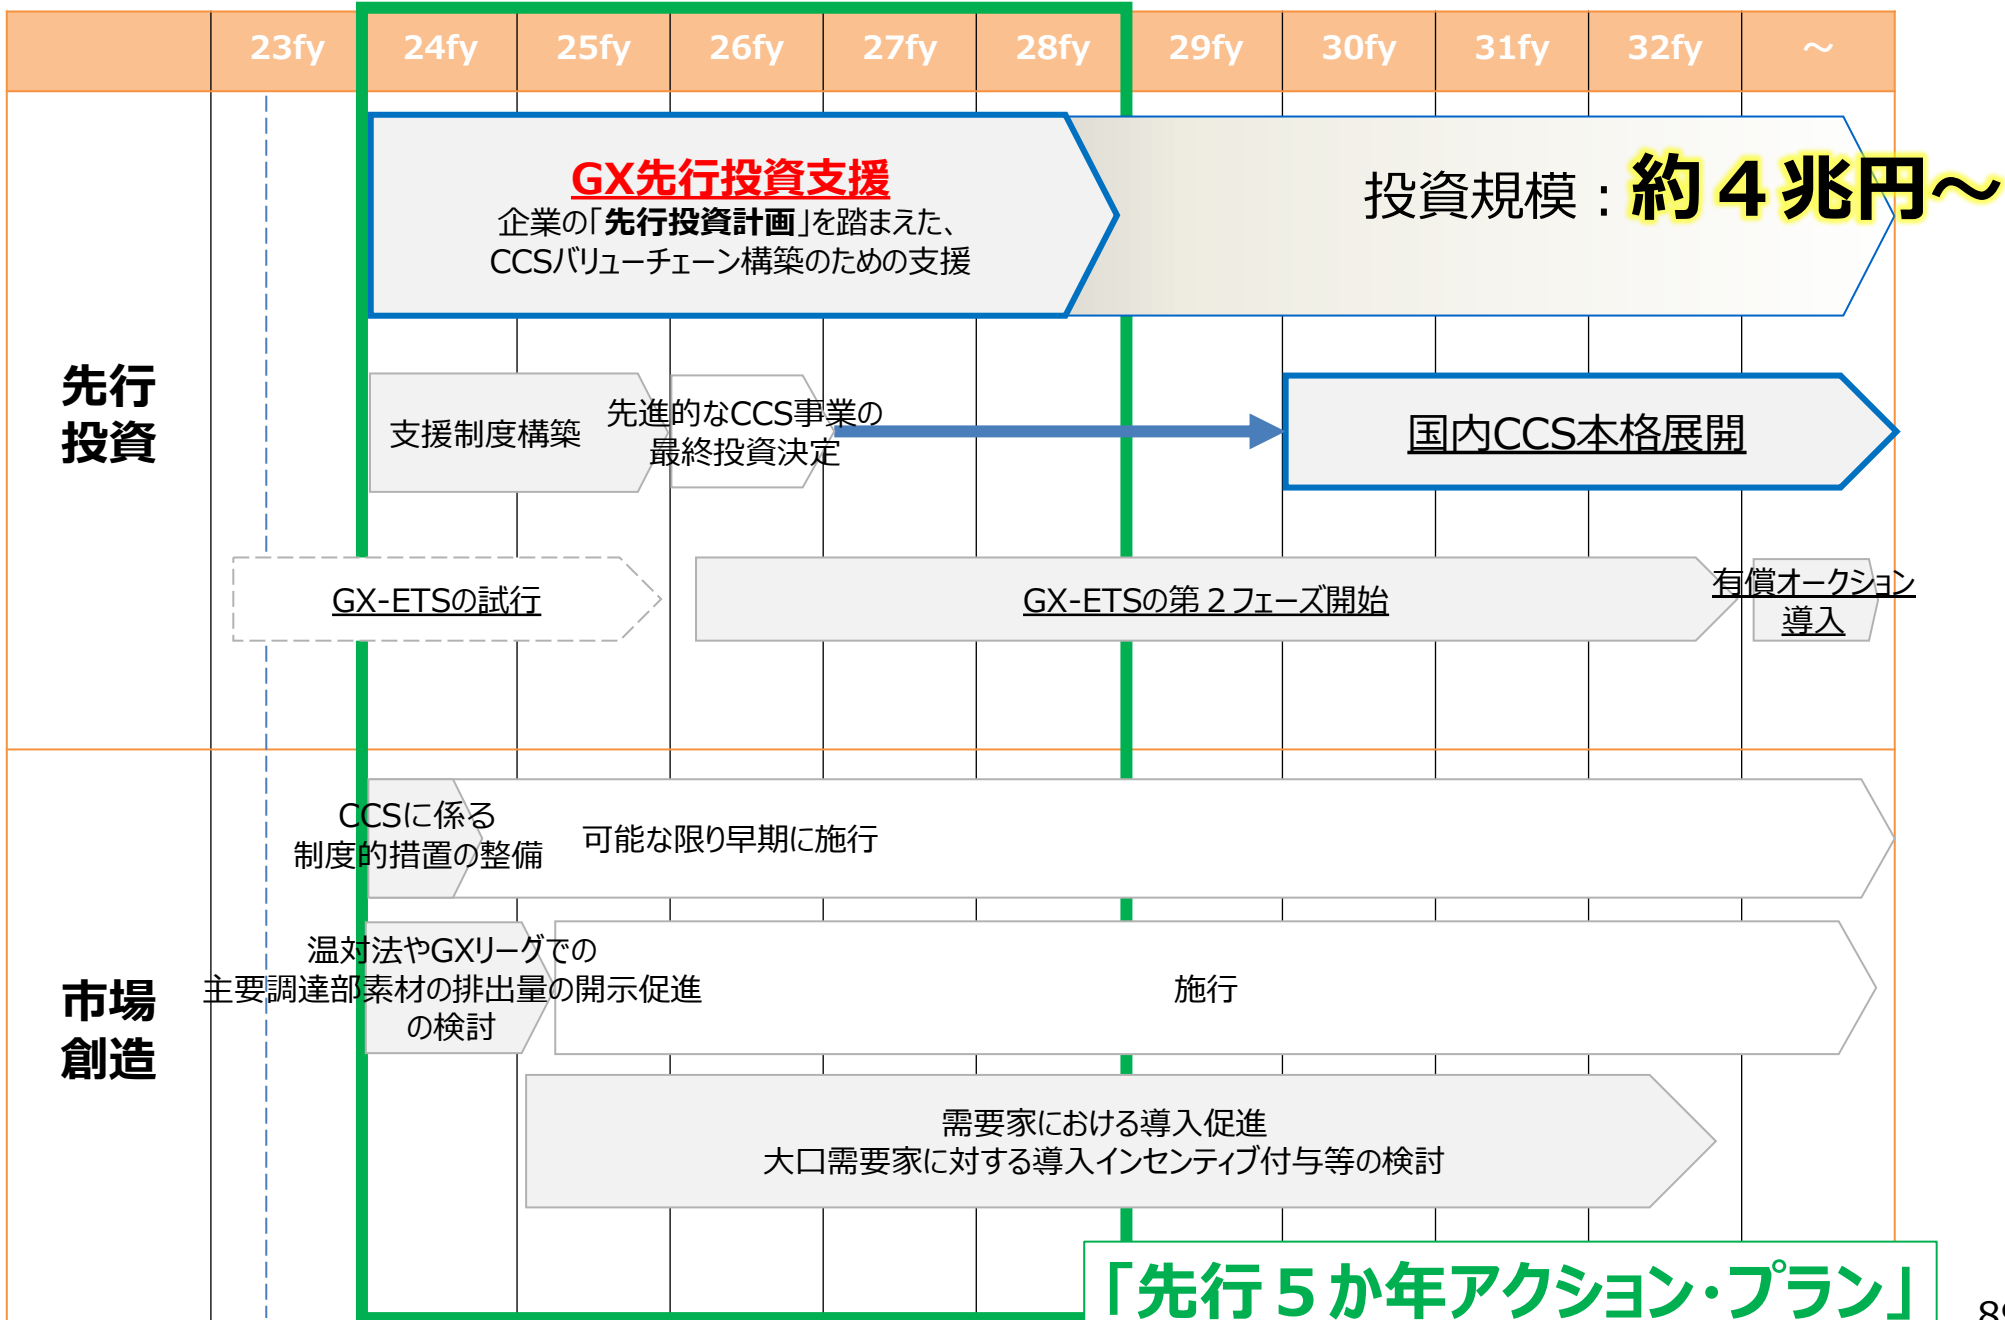 23fy 24fy 25fy 26fy 27fy 28fy 29fy 30fy 31fy 32fy ～
先行
投資
GX先行投資支援
企業の「先行投資計画」を踏まえた、
CCSバリューチェーン構築のための支援
投資規模：約４兆円～
支援制度構築
先進的なCCS事業の
最終投資決定
国内CCS本格展開
GX-ETSの試行
GX-ETSの第２フェーズ開始
有償オークション
導入
市場
創造
CCSに係る
制度的措置の整備
可能な限り早期に施行
温対法やGXリーグでの
主要調達部素材の排出量の開示促進
の検討
施行
需要家における導入促進
大口需要家に対する導入インセンティブ付与等の検討
「先行５か年アクション・プラン」